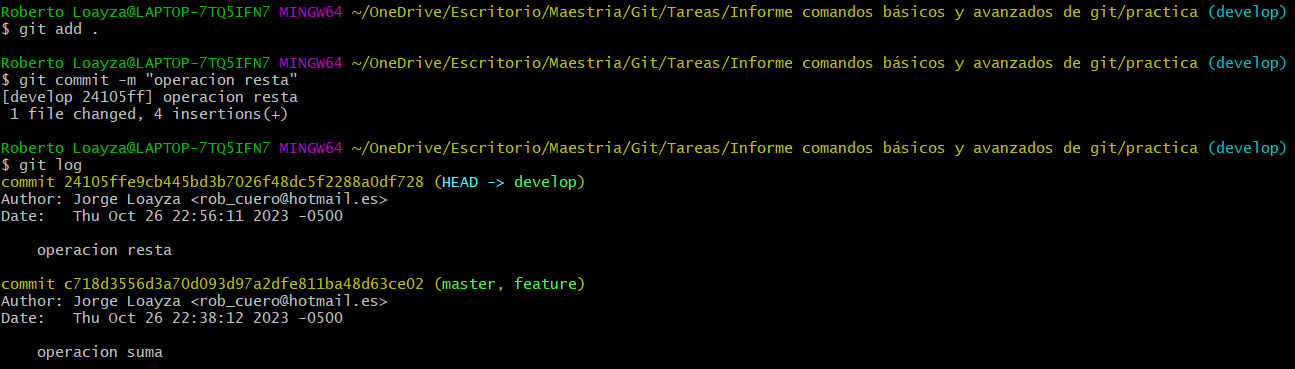 Roberto Loayza@LAPTOP-7TQ5IFN7 MINGW64 ~/OneDrive/Escritorio/Maestria/Git/Tareas/Informe comandos básicos y avanzados de git/practica (develop)
$ git add .
Roberto Loayza@LAPTOP-7TQ5IFN7 MINGW64 ~/OneDrive/Escritorio/Maestria/Git/Tareas/Informe comandos básicos y avanzados de git/practica (develop)
$ git commit -m "operacion resta"
[develop 24105ff] operacion resta
 1 file changed, 4 insertions(+)
Roberto Loayza@LAPTOP-7TQ5IFN7 MINGW64 ~/OneDrive/Escritorio/Maestria/Git/Tareas/Informe comandos básicos y avanzados de git/practica (develop)
$ git log
commit 24105ffe9cb445bd3b7026f48dc5f2288a0df728 (HEAD -> develop)
Author: Jorge Loayza <rob_cuero@hotmail.es>
Date:   Thu Oct 26 22:56:11 2023 -0500
    operacion resta
commit c718d3556d3a70d093d97a2dfe811ba48d63ce02 (master, feature)
Author: Jorge Loayza <rob_cuero@hotmail.es>
Date:   Thu Oct 26 22:38:12 2023 -0500
    operacion suma